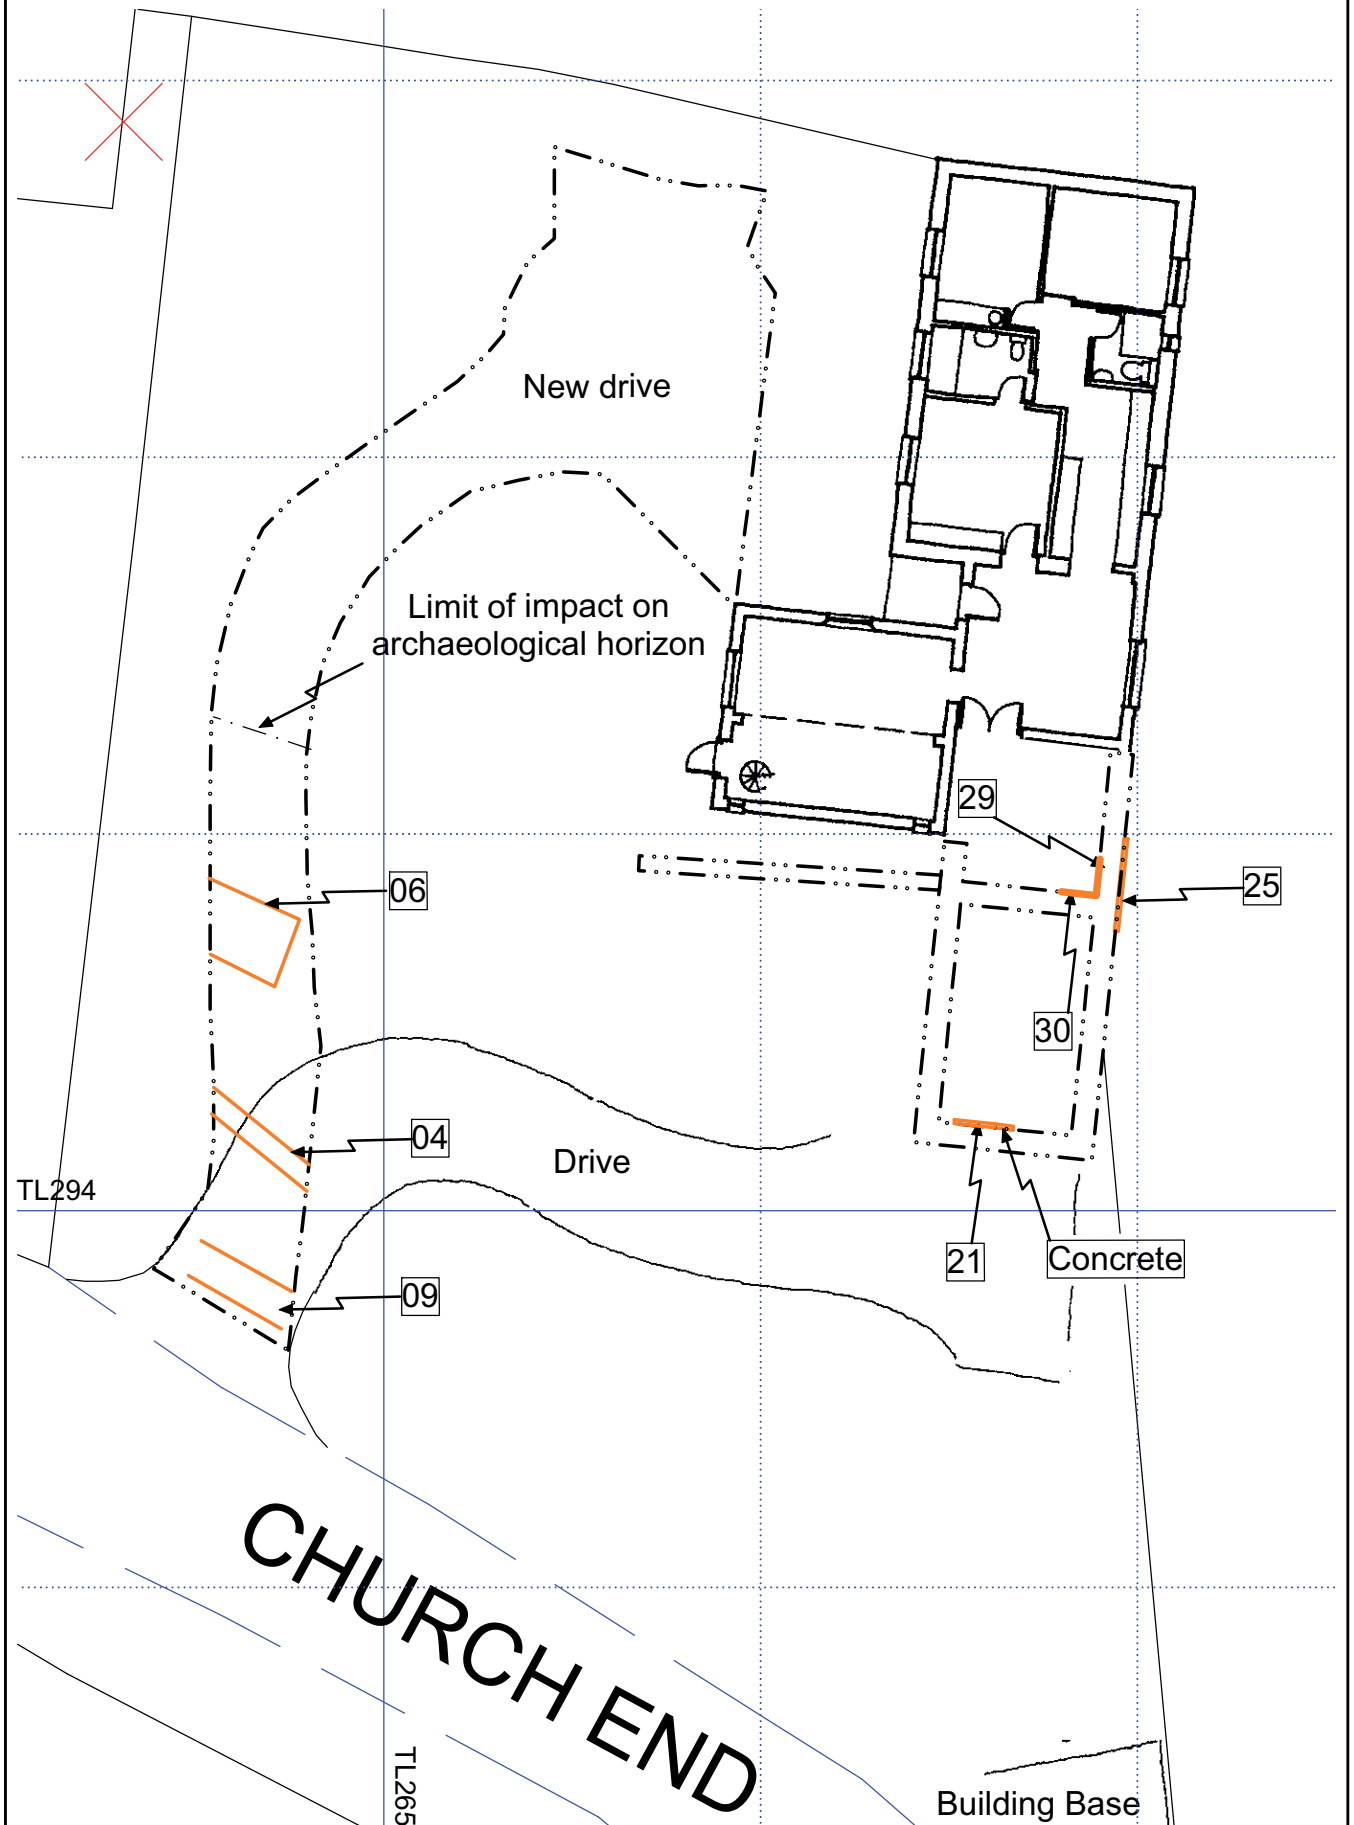 New drive
Limit of impact on
archaeological horizon
29
06
25
30
04
Drive
TL294
21
Concrete
09
CHURCH END
TL265
Building Base